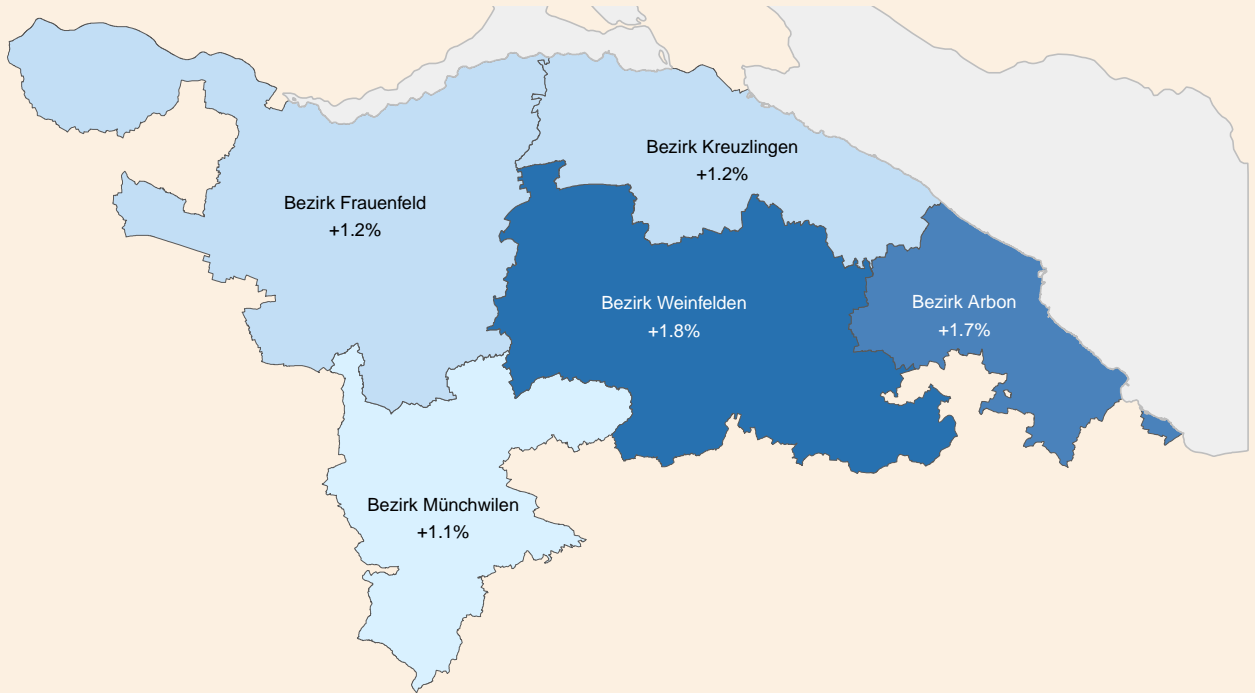 Bezirk Kreuzlingen
+1.2%
Bezirk Frauenfeld
+1.2%
Bezirk Weinfelden
+1.8%
Bezirk Arbon
+1.7%
Bezirk Münchwilen
+1.1%